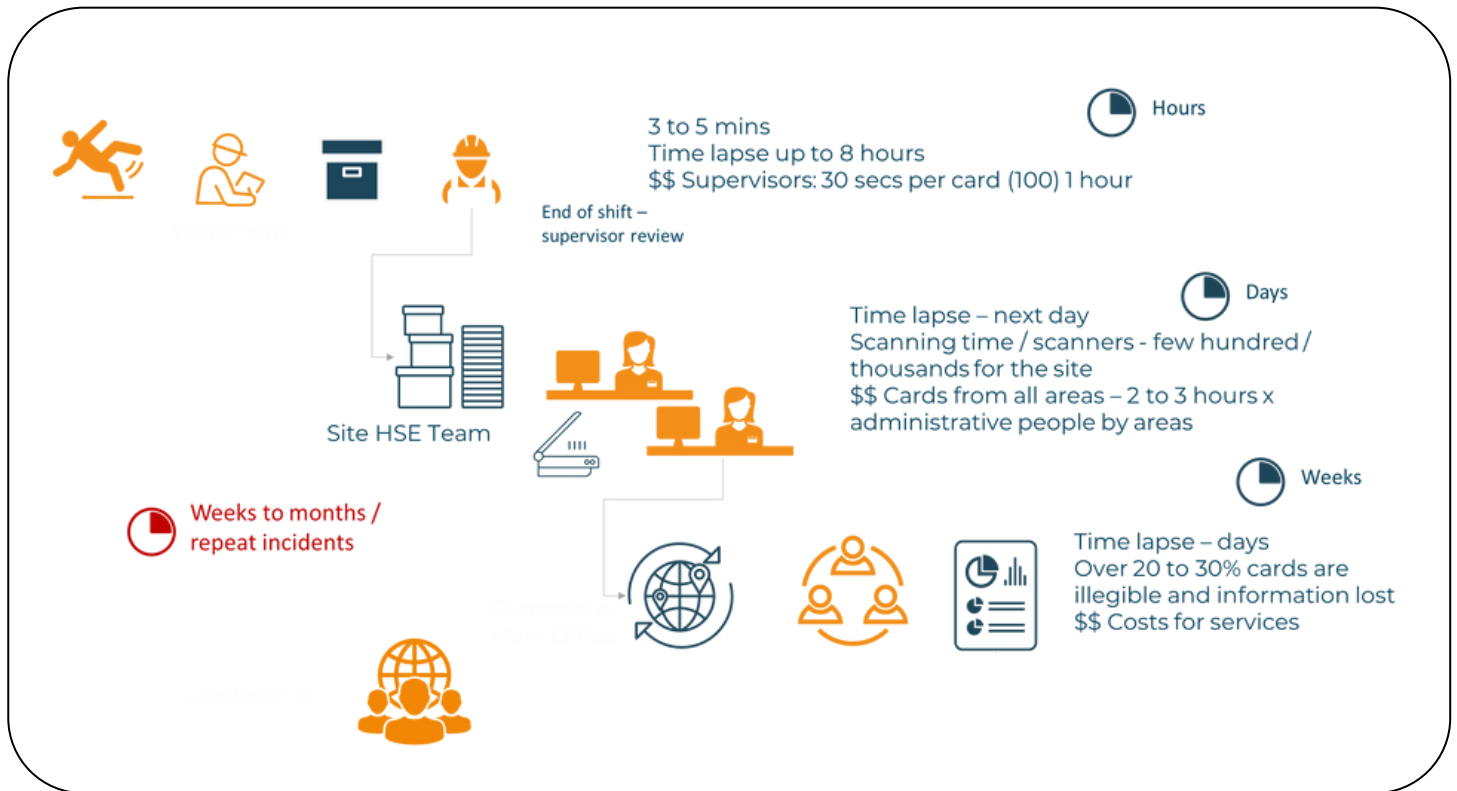 Hours
3 to 5 mins
Time lapse up to 8 hours
$$ Supervisors: 30 secs per card (100) 1 hour
End of shift –
supervisor review
Days
Time lapse – next day
Scanning time / scanners - few hundred /
thousands for the site
$$ Cards from all areas – 2 to 3 hours x
administrative people by areas
Site HSE Team
Weeks
Weeks to months /
repeat incidents
Time lapse – days
Over 20 to 30% cards are
illegible and information lost
$$ Costs for services